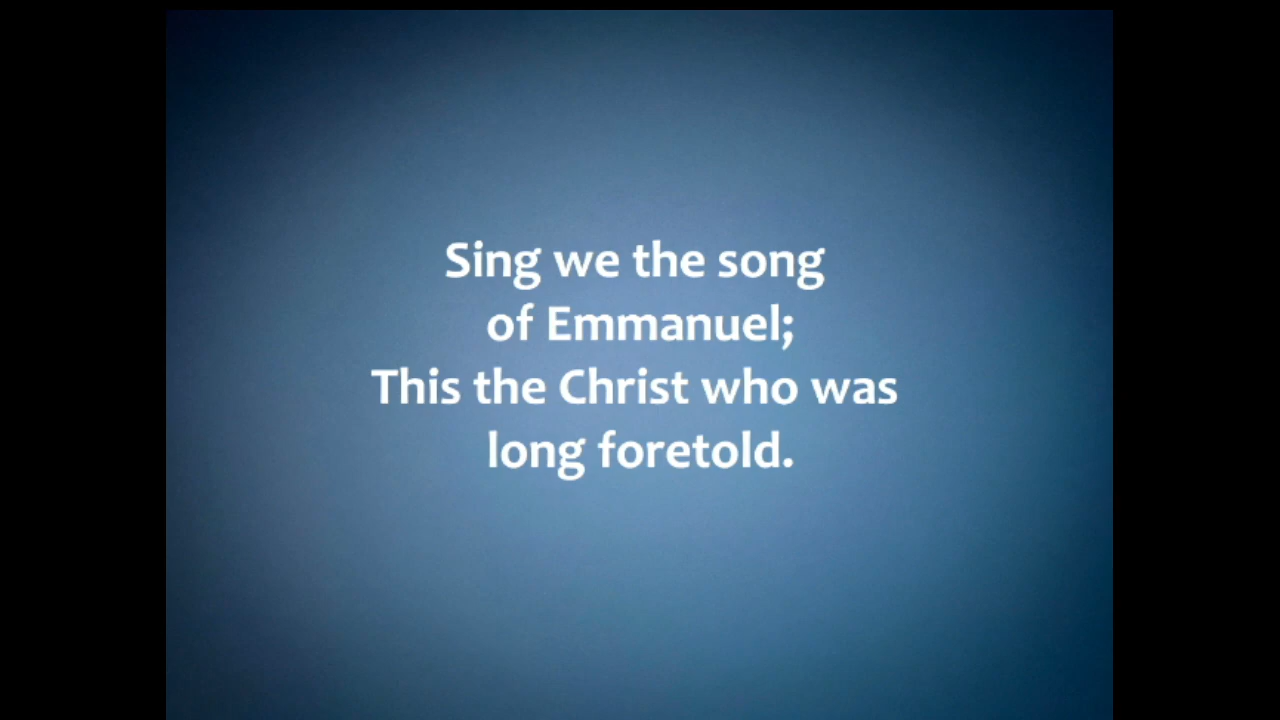 Sing we the song
of Emmanuel;
This the Christ who was
long foretold.